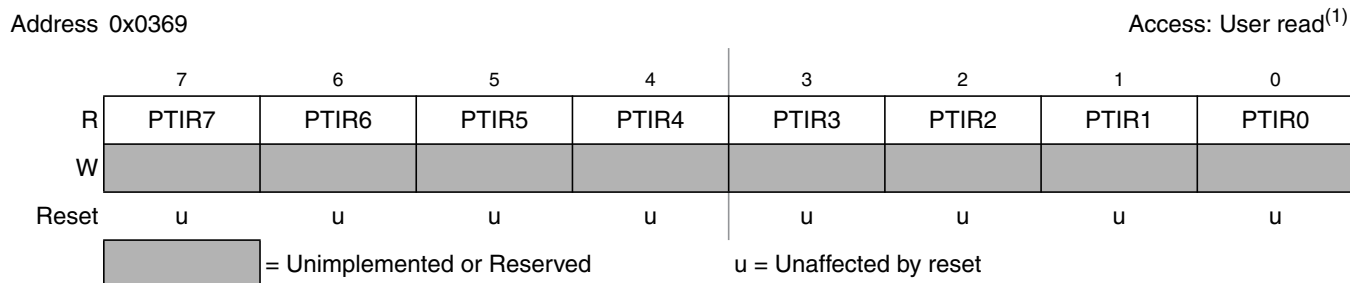 Address 0x0369 Access: User read(1)
7 6 5 4 3 2 1 0
R PTIR7 PTIR6 PTIR5 PTIR4 PTIR3 PTIR2 PTIR1 PTIR0
W
Reset u u u u u u u u
= Unimplemented or Reserved u = Unaffected by reset